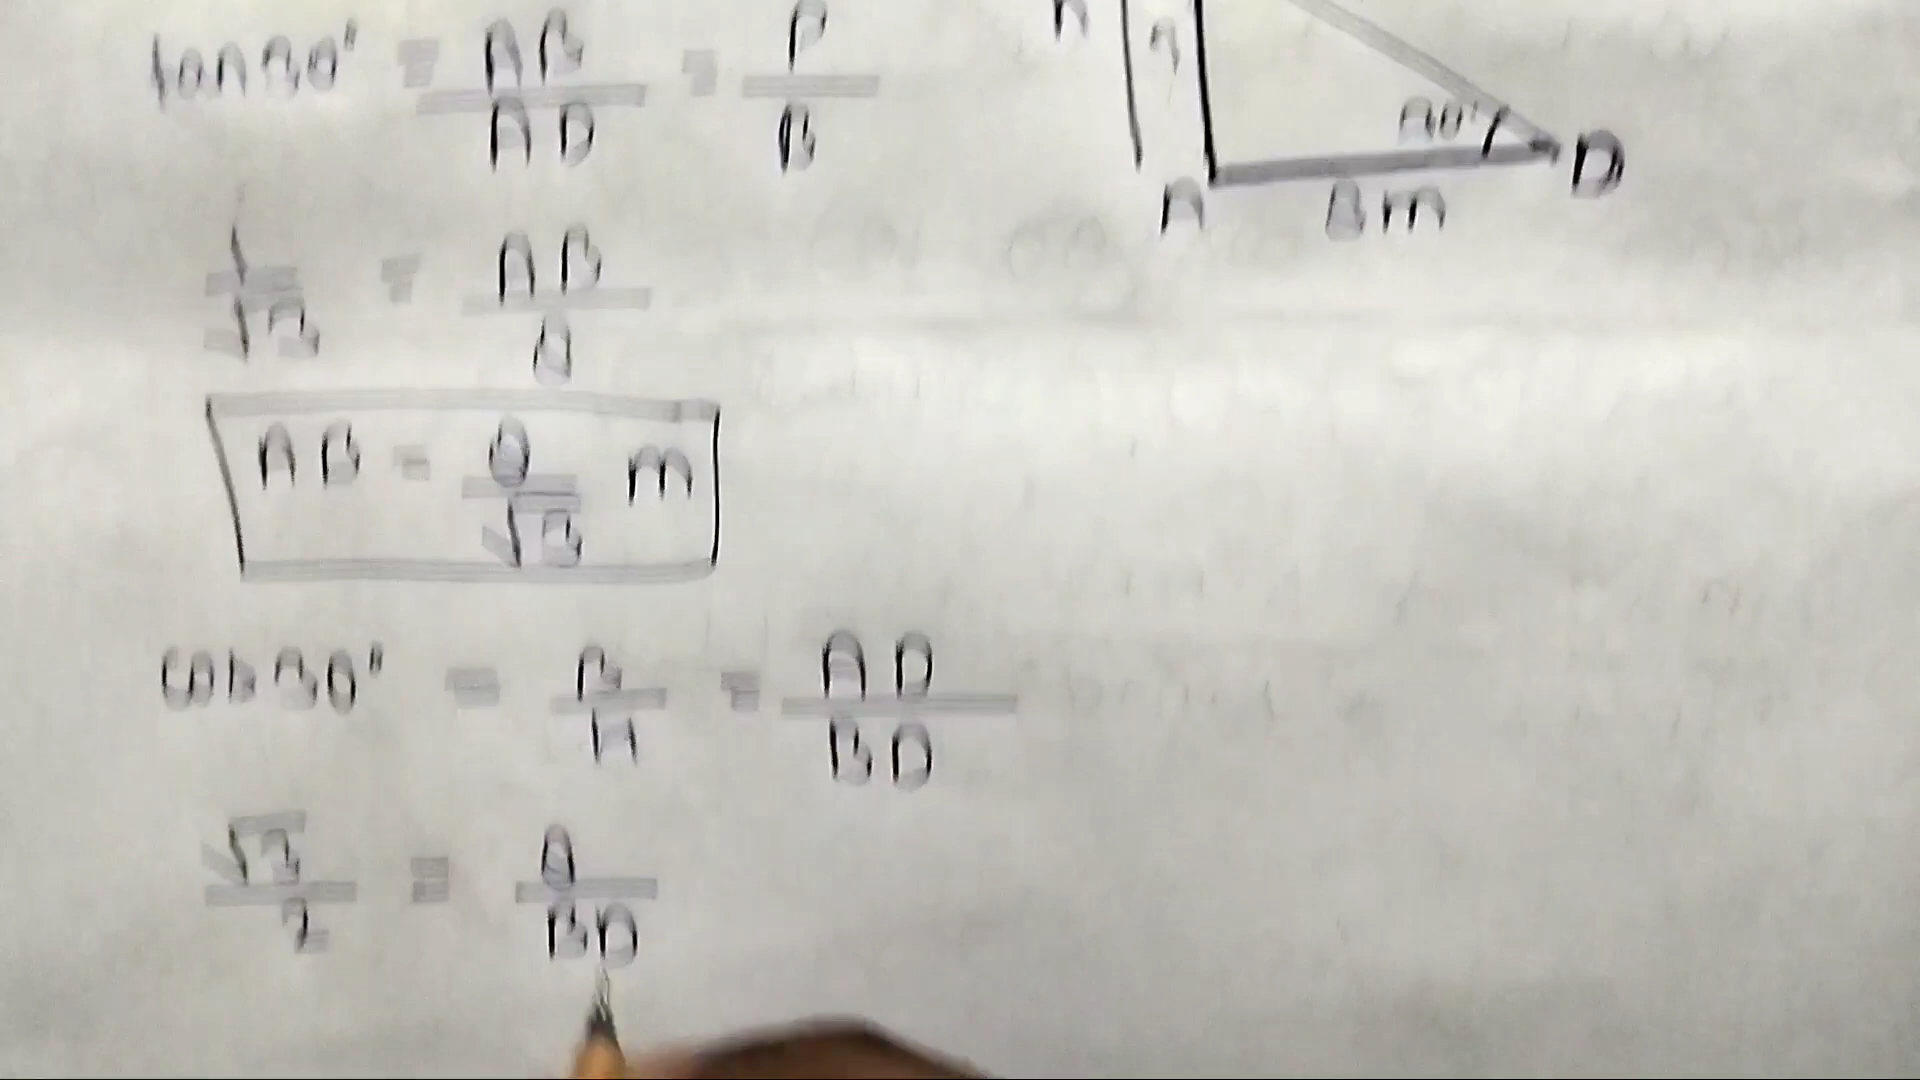 tan 30° = AB/AD = P/B
30° D
A 8m
1/√3 = AB/8
AB = 8/√3 m
cos 30° = B/H = AD/BD
√3/2 = 8/BD